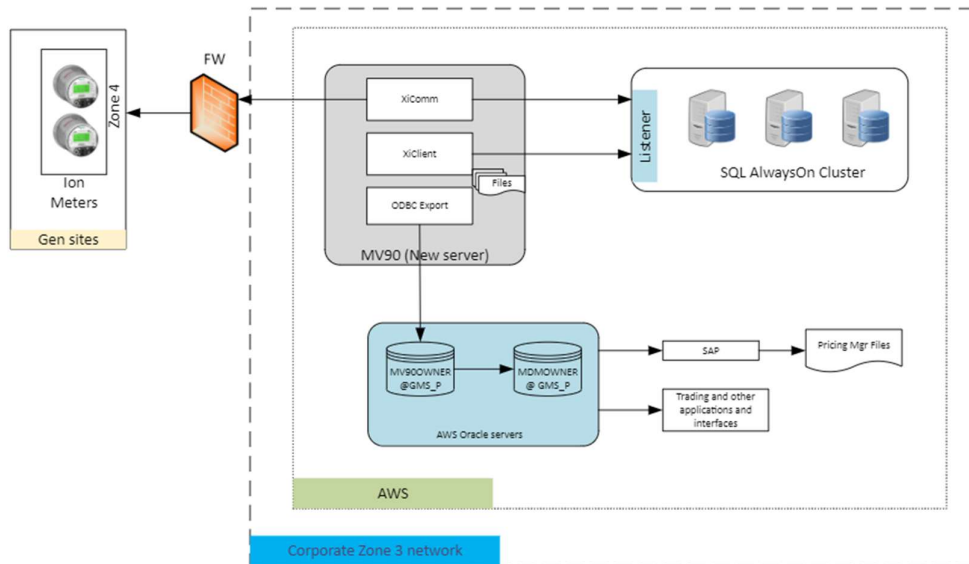 FW
Zone 4
Ion
Meters
Gen sites
XiComm
XiClient
Files
ODBC Export
MV90 (New server)
Listener
SQL AlwaysOn Cluster
MV90OWNER
@GMS_P
MDMOWNER
@ GMS_P
AWS Oracle servers
SAP
Pricing Mgr Files
Trading and other
applications and
interfaces
AWS
Corporate Zone 3 network